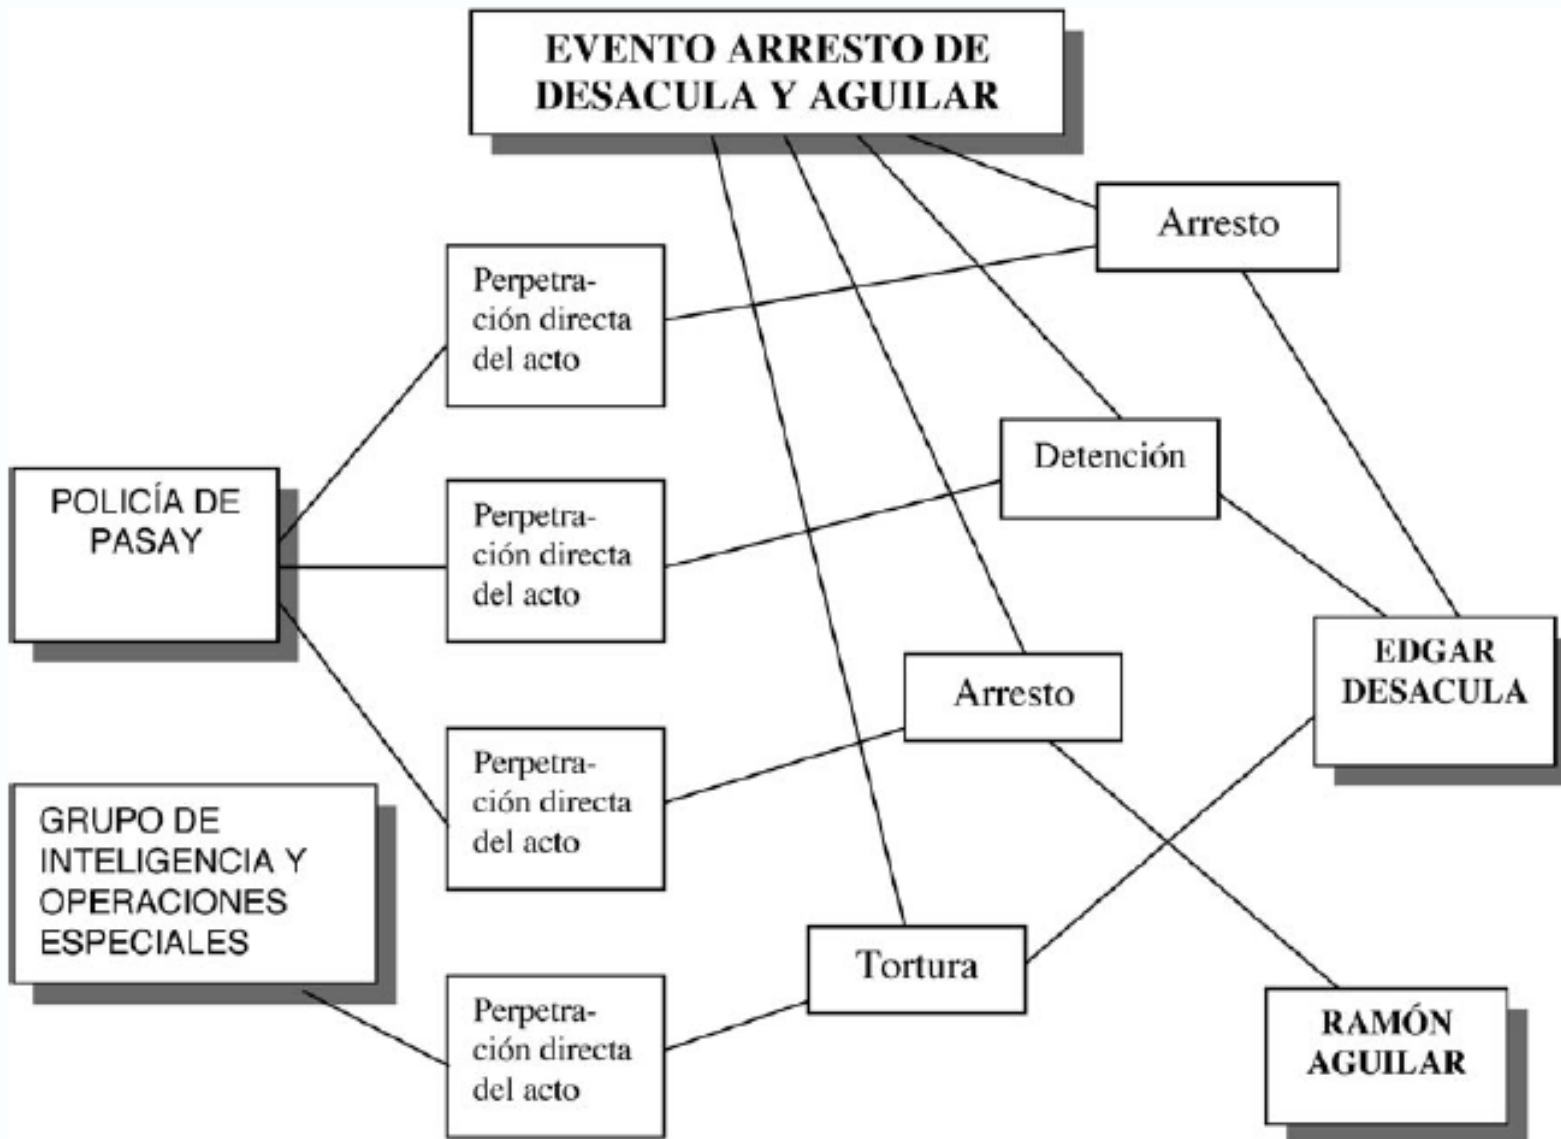 EVENTO ARRESTO DE
DESACULA Y AGUILAR
Arresto
Perpetra-
ción directa
del acto
Detención
POLICÍA DE
PASAY
Perpetra-
ción directa
del acto
EDGAR
DESACULA
Arresto
Perpetra-
ción directa
del acto
GRUPO DE
INTELIGENCIA Y
OPERACIONES
ESPECIALES
Tortura
Perpetra-
ción directa
del acto
RAMÓN
AGUILAR